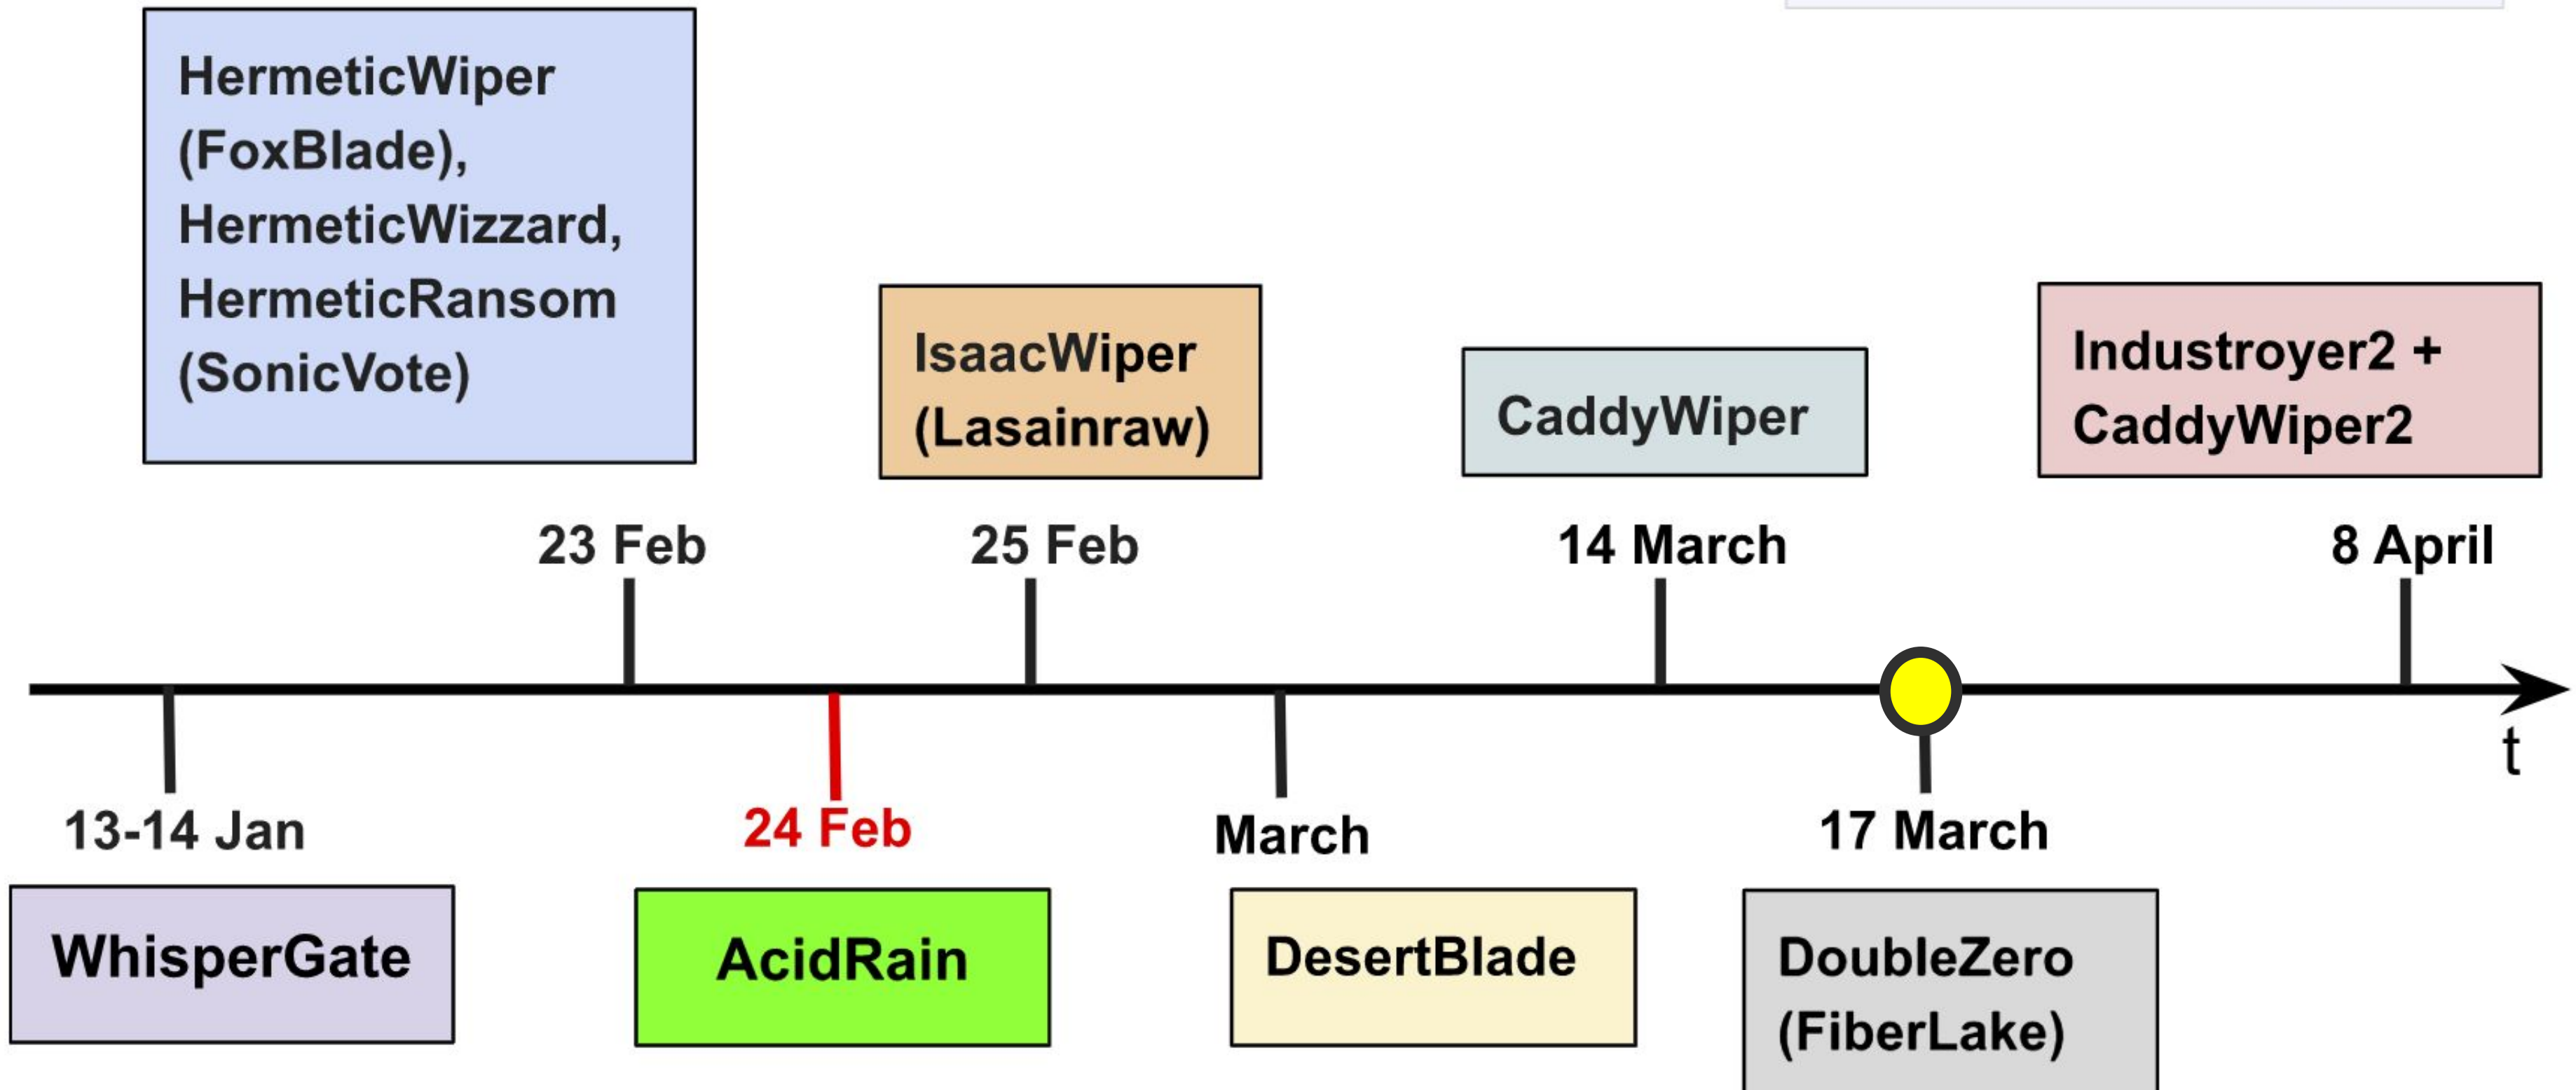 HermeticWiper
(FoxBlade),
HermeticWizzard,
HermeticRansom
(SonicVote)
IsaacWiper
(Lasainraw)
CaddyWiper
Industroyer2 +
CaddyWiper2
23 Feb
25 Feb
14 March
8 April
t
13-14 Jan
24 Feb
March
17 March
WhisperGate
AcidRain
DesertBlade
DoubleZero
(FiberLake)